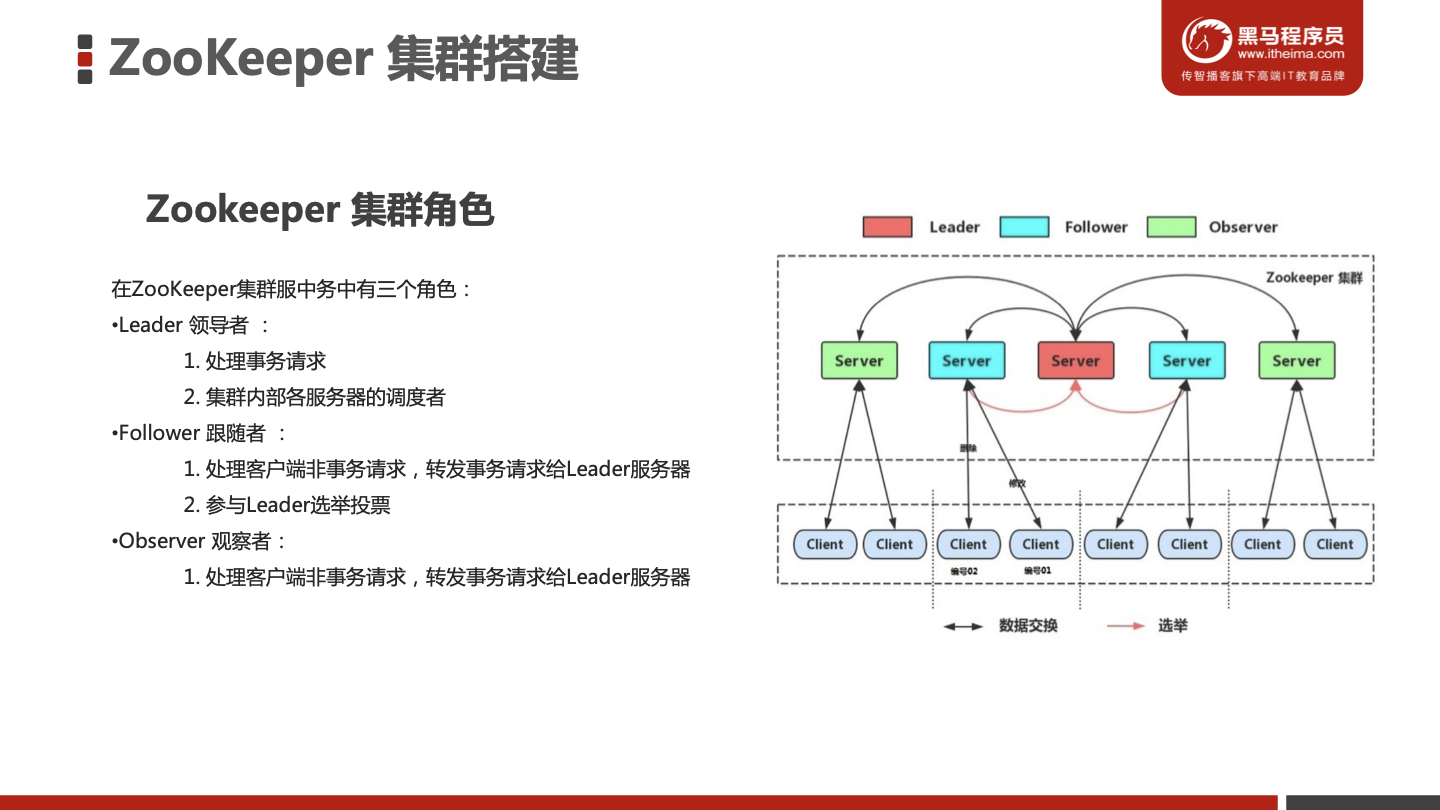 ZooKeeper 集群搭建
黑马程序员
www.itheima.com
传智播客旗下高端IT教育品牌
Zookeeper 集群角色
在ZooKeeper集群服中务中有三个角色：
•Leader 领导者 ：
1. 处理事务请求
2. 集群内部各服务器的调度者
•Follower 跟随者 ：
1. 处理客户端非事务请求，转发事务请求给Leader服务器
2. 参与Leader选举投票
•Observer 观察者：
1. 处理客户端非事务请求，转发事务请求给Leader服务器
Leader Follower Observer
Zookeeper 集群
Server Server Server Server Server
删除
修改
Client Client Client Client Client Client Client Client
编号02 编号01
数据交换 选举